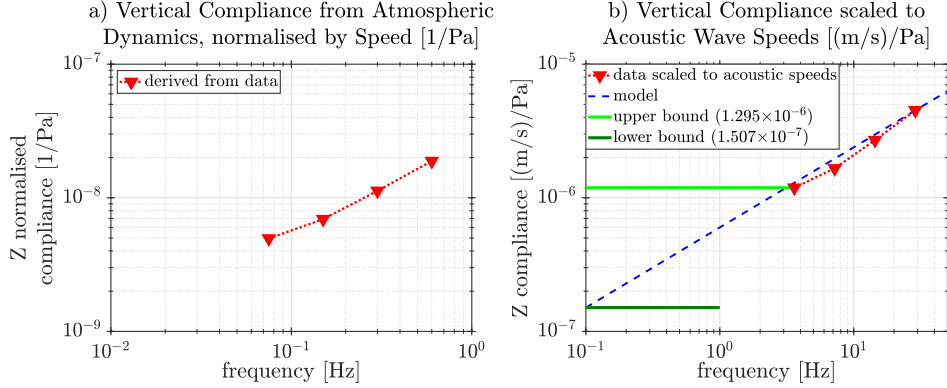 a) Vertical Compliance from Atmospheric
Dynamics, normalised by Speed [1/Pa]
10^-7
10^-8
10^-9
Z normalised
compliance [1/Pa]
derived from data
10^-2
10^-1
10^0
frequency [Hz]
b) Vertical Compliance scaled to
Acoustic Wave Speeds [(m/s)/Pa]
10^-5
10^-6
10^-7
Z compliance [(m/s)/Pa]
data scaled to acoustic speeds
model
upper bound (1.295×10^-6)
lower bound (1.507×10^-7)
10^-1
10^0
10^1
frequency [Hz]